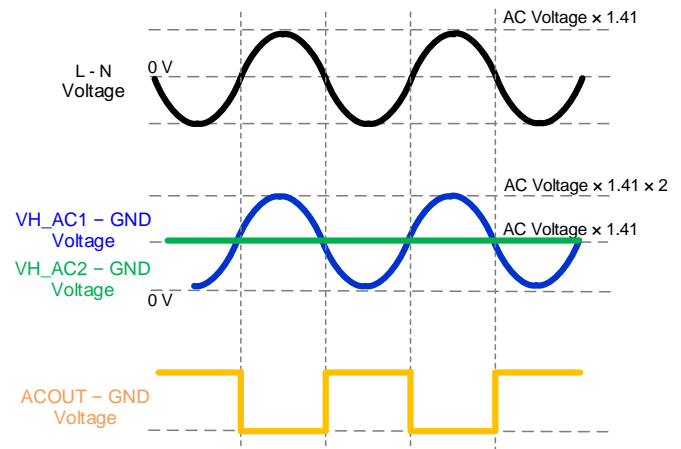 AC Voltage × 1.41
0 V
L - N
Voltage
AC Voltage × 1.41 × 2
VH_AC1 – GND
Voltage
AC Voltage × 1.41
VH_AC2 – GND
Voltage
0 V
ACOUT – GND
Voltage